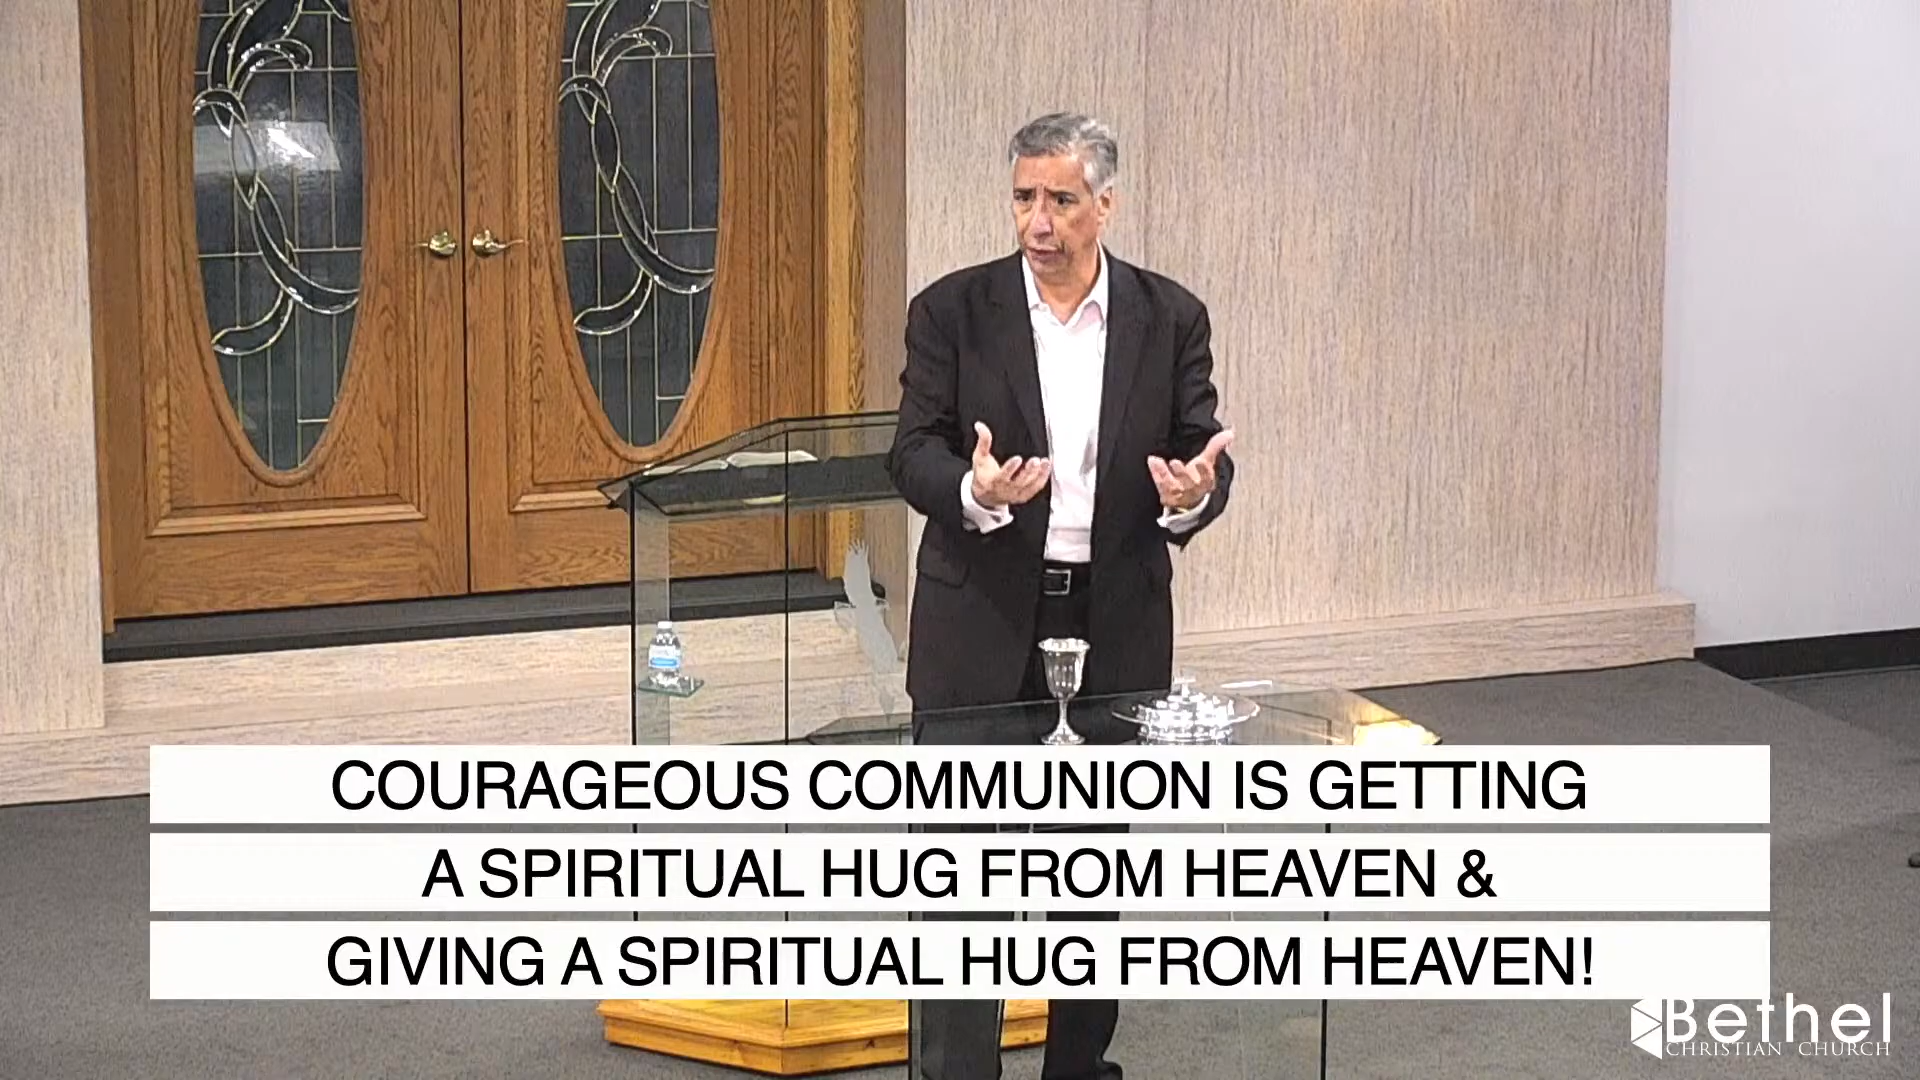 COURAGEOUS COMMUNION IS GETTING
A SPIRITUAL HUG FROM HEAVEN &
GIVING A SPIRITUAL HUG FROM HEAVEN!
Bethel
CHRISTIAN CHURCH